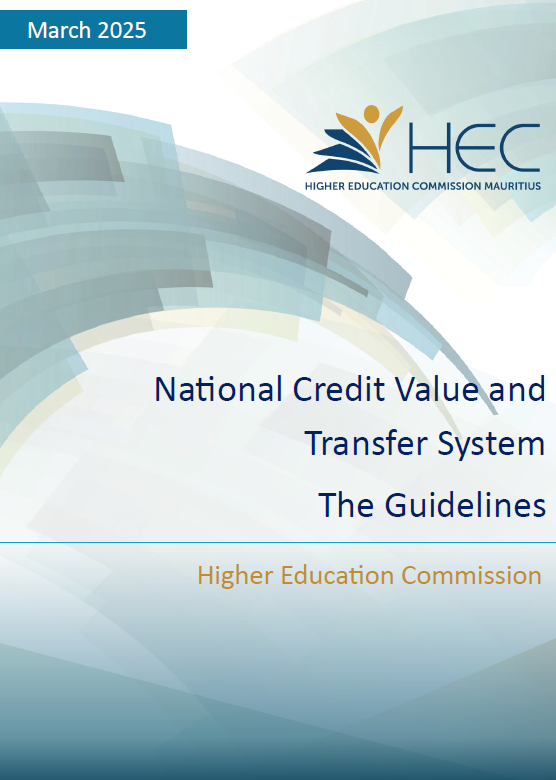 March 2025
HEC
HIGHER EDUCATION COMMISSION MAURITIUS
National Credit Value and
Transfer System
The Guidelines
Higher Education Commission